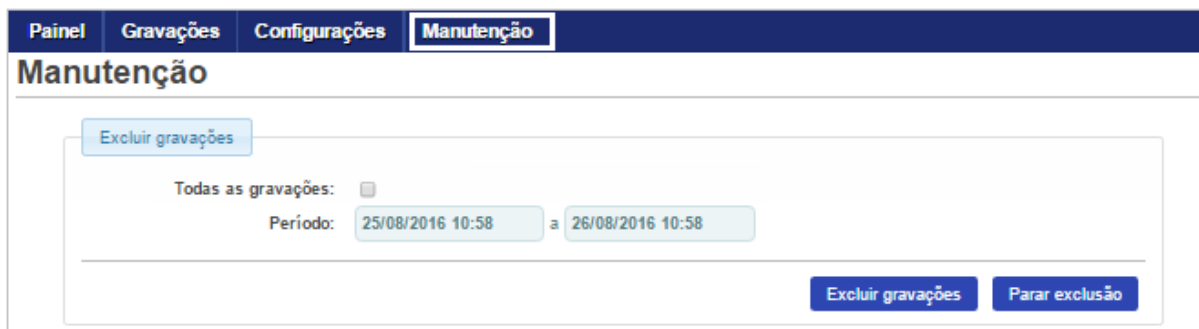 Painel Gravações Configurações Manutenção
Manutenção
Excluir gravações
Todas as gravações:
Período: 25/08/2016 10:58 a 26/08/2016 10:58
Excluir gravações Parar exclusão